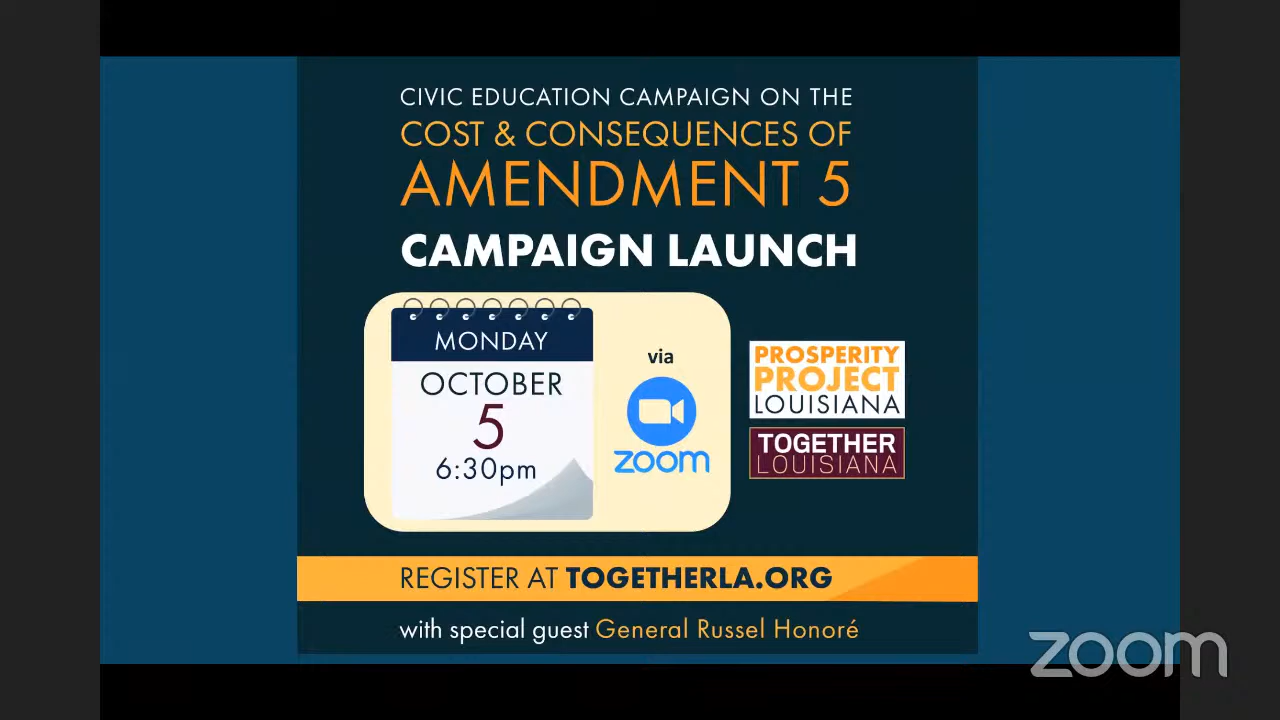 CIVIC EDUCATION CAMPAIGN ON THE
COST & CONSEQUENCES OF
AMENDMENT 5
CAMPAIGN LAUNCH
MONDAY
OCTOBER
5
6:30pm
via
zoom
PROSPERITY
PROJECT
LOUISIANA
TOGETHER
LOUISIANA
REGISTER AT TOGETHERLA.ORG
with special guest General Russel Honoré
zoom